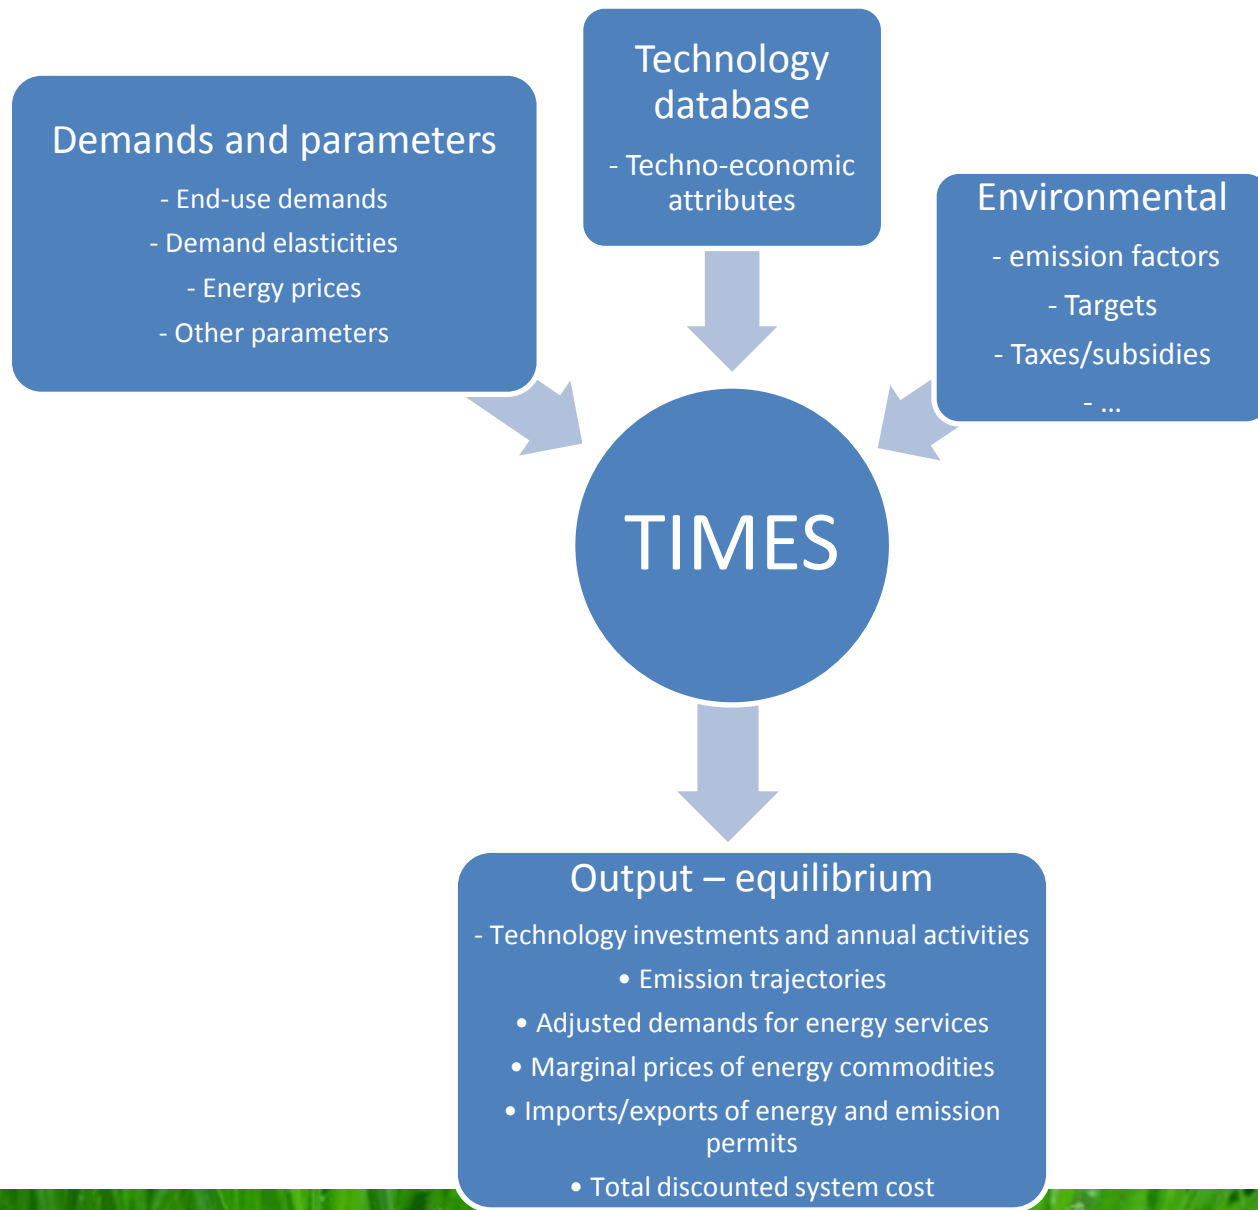 Demands and parameters
- End-use demands
- Demand elasticities
- Energy prices
- Other parameters
Technology
database
- Techno-economic
attributes
Environmental
- emission factors
- Targets
- Taxes/subsidies
- ...
TIMES
Output – equilibrium
- Technology investments and annual activities
• Emission trajectories
• Adjusted demands for energy services
• Marginal prices of energy commodities
• Imports/exports of energy and emission
permits
• Total discounted system cost